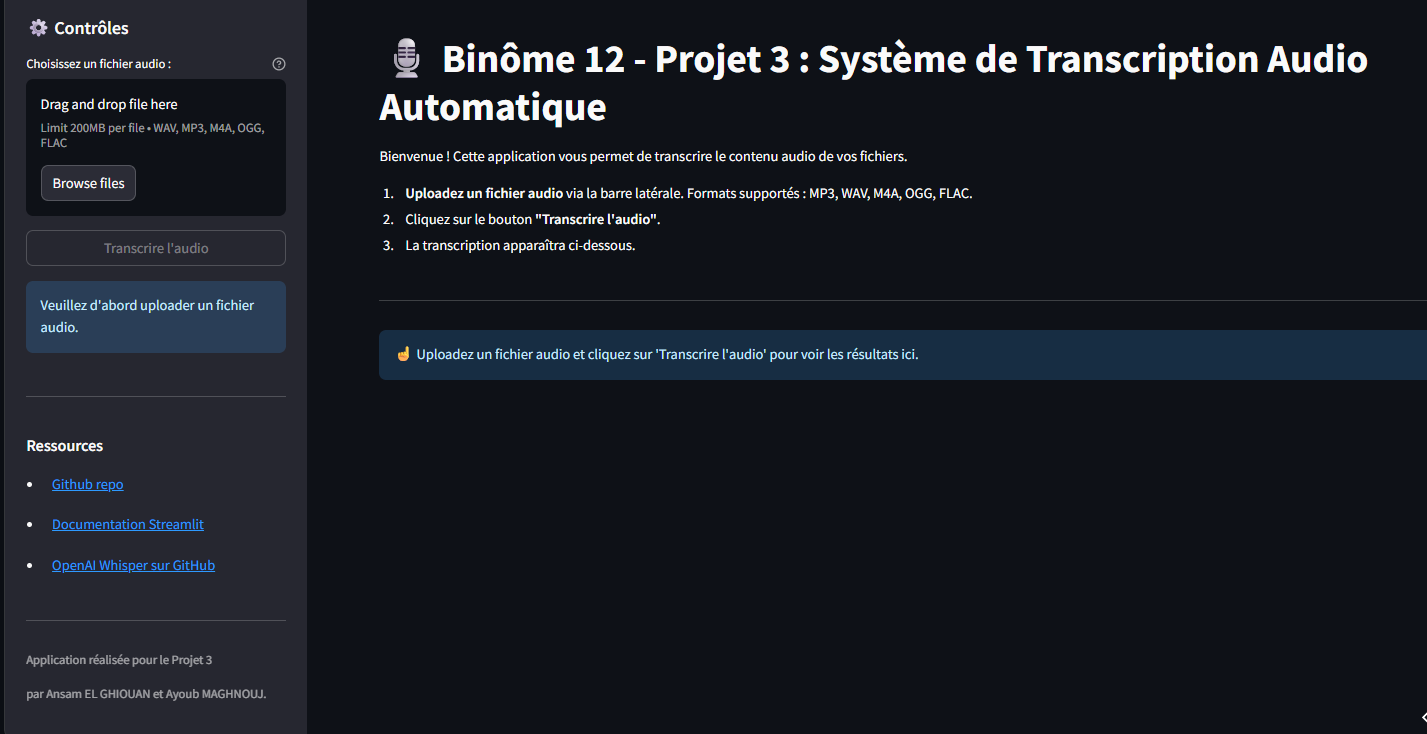 Contrôles
Choisissez un fichier audio :
Drag and drop file here
Limit 200MB per file • WAV, MP3, M4A, OGG,
FLAC
Browse files
Transcrire l'audio
Veuillez d'abord uploader un fichier
audio.
Ressources
Github repo
Documentation Streamlit
OpenAI Whisper sur GitHub
Application réalisée pour le Projet 3
par Ansam EL GHIOUAN et Ayoub MAGHNOUJ.
Binôme 12 - Projet 3 : Système de Transcription Audio
Automatique
Bienvenue ! Cette application vous permet de transcrire le contenu audio de vos fichiers.
1. Uploadez un fichier audio via la barre latérale. Formats supportés : MP3, WAV, M4A, OGG, FLAC.
2. Cliquez sur le bouton "Transcrire l'audio".
3. La transcription apparaîtra ci-dessous.
Uploadez un fichier audio et cliquez sur 'Transcrire l'audio' pour voir les résultats ici.